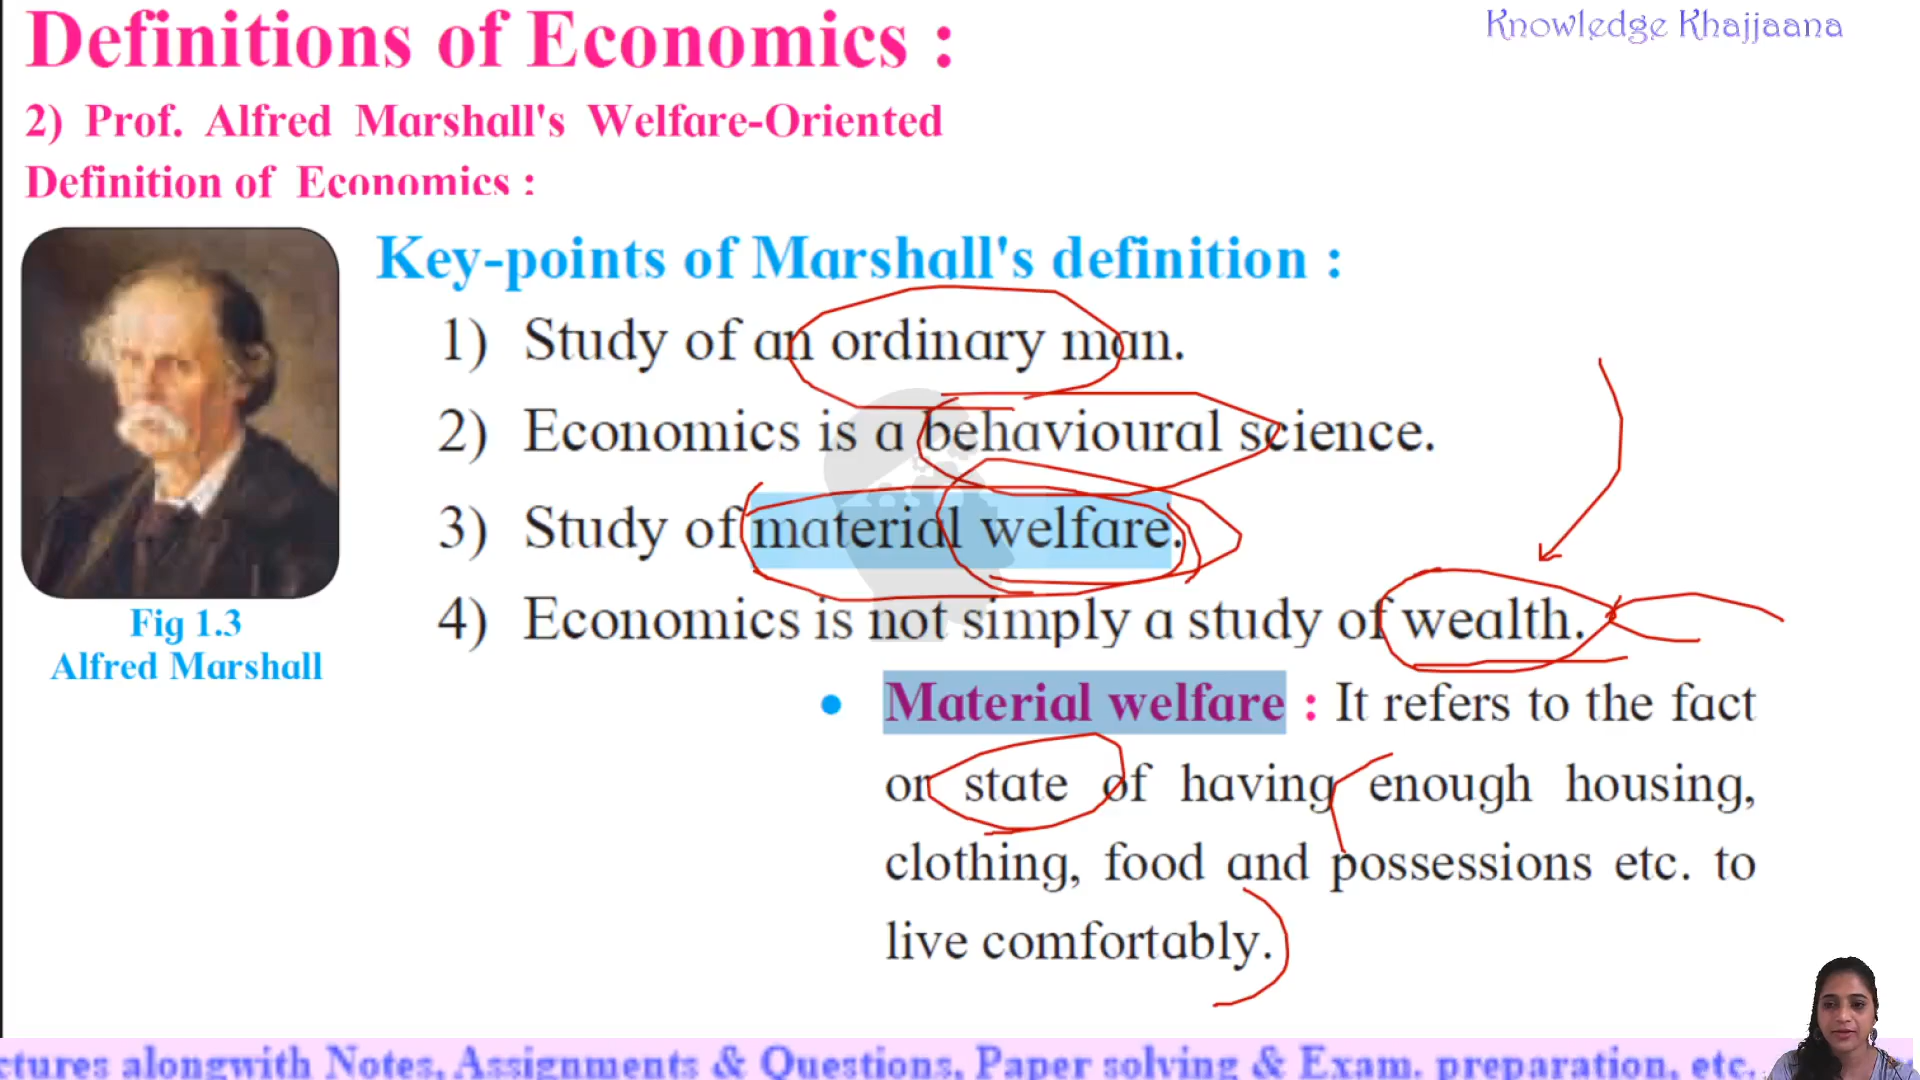 Definitions of Economics :
Knowledge Khajjaana
2) Prof. Alfred Marshall's Welfare-Oriented
Definition of Economics :
Key-points of Marshall's definition :
1) Study of an ordinary man.
2) Economics is a behavioural science.
3) Study of material welfare.
4) Economics is not simply a study of wealth.
Fig 1.3
Alfred Marshall
• Material welfare : It refers to the fact
or state of having enough housing,
clothing, food and possessions etc. to
live comfortably.
ctures alongwith Notes, Assignments & Questions, Paper solving & Exam. preparation, etc.